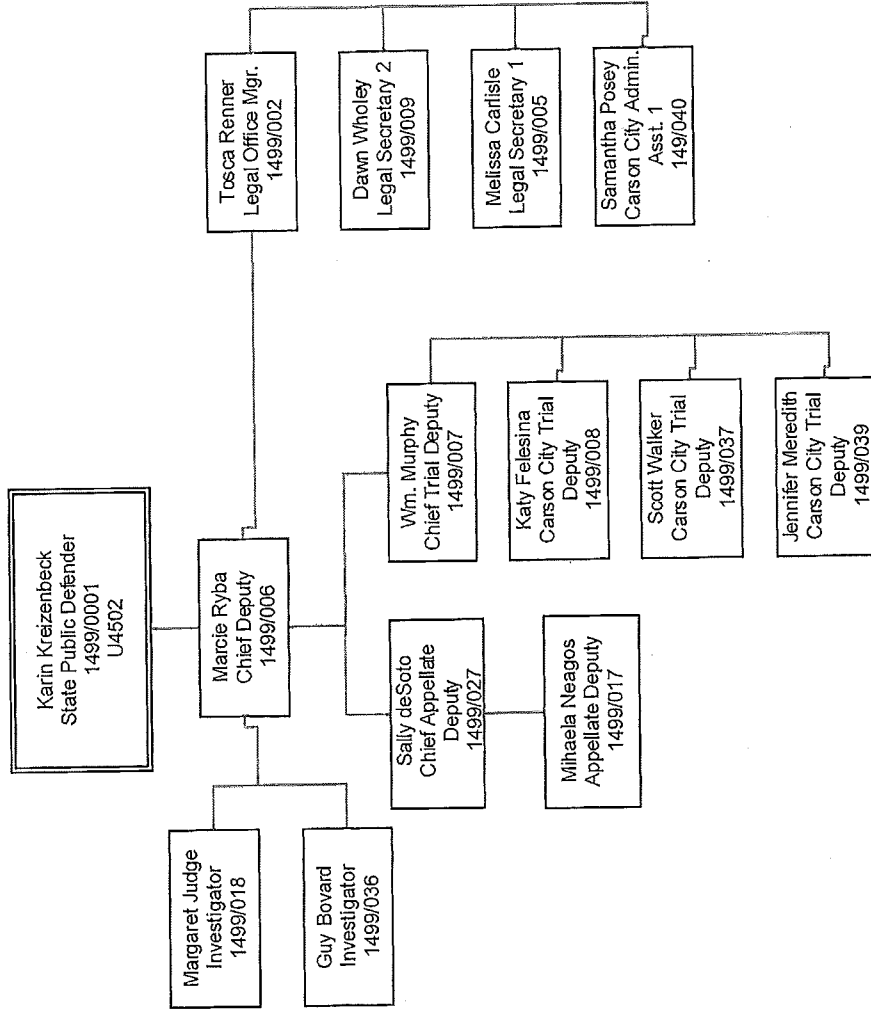 Karin Kreizenbeck
State Public Defender
1499/0001
U4502
Marcie Ryba
Chief Deputy
1499/006
Margaret Judge
Investigator
1499/018
Guy Bovard
Investigator
1499/036
Sally deSoto
Chief Appellate
Deputy
1499/027
Mihaela Neagos
Appellate Deputy
1499/017
Wm. Murphy
Chief Trial Deputy
1499/007
Katy Felesina
Carson City Trial
Deputy
1499/008
Scott Walker
Carson City Trial
Deputy
1499/037
Jennifer Meredith
Carson City Trial
Deputy
1499/039
Tosca Renner
Legal Office Mgr.
1499/002
Dawn Wholey
Legal Secretary 2
1499/009
Melissa Carlisle
Legal Secretary 1
1499/005
Samantha Posey
Carson City Admin.
Asst. 1
149/040